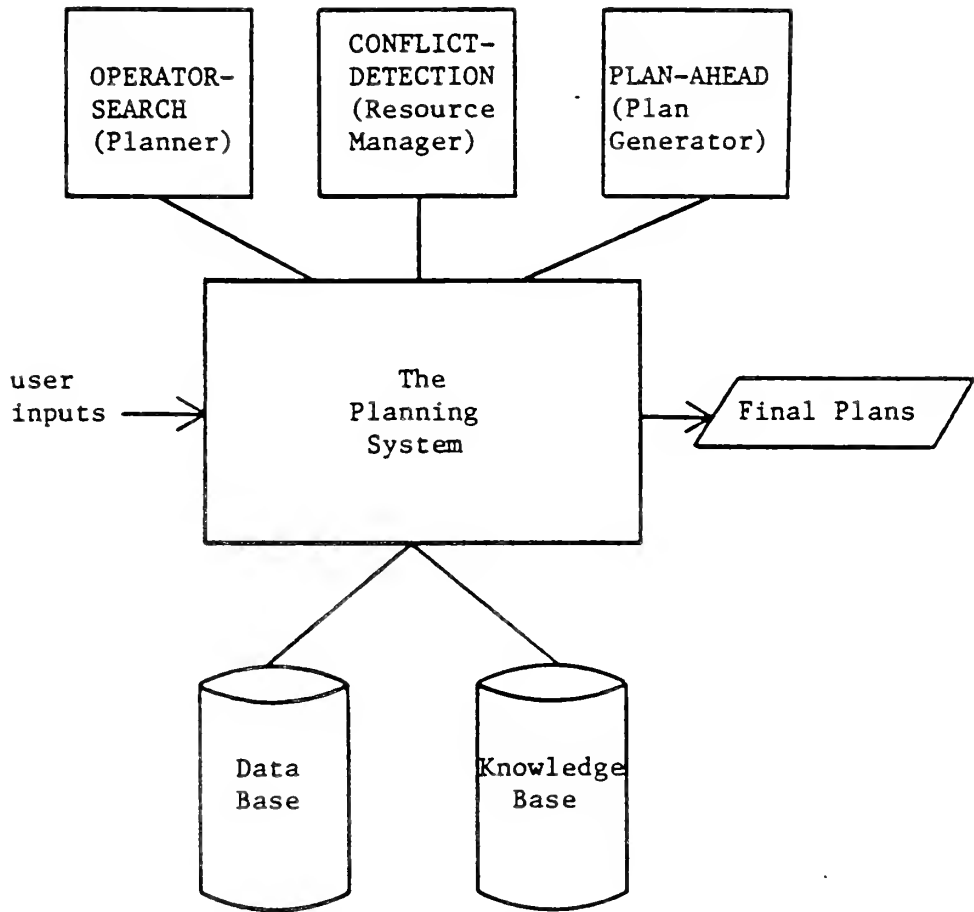 OPERATOR-
SEARCH
(Planner)
CONFLICT-
DETECTION
(Resource
Manager)
PLAN-AHEAD
(Plan
Generator)
user
inputs
The
Planning
System
Final Plans
Data
Base
Knowledge
Base